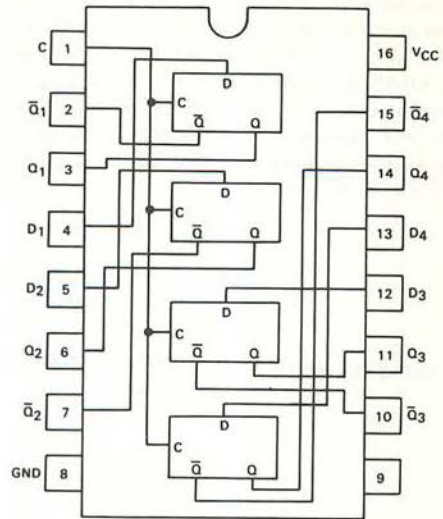 C 1
Q̅1 2
Q1 3
D1 4
D2 5
Q2 6
Q̅2 7
GND 8
16 VCC
15 Q̅4
14 Q4
13 D4
12 D3
11 Q3
10 Q̅3
9
D
C Q̅ Q
D
C Q̅ Q
D
C Q̅ Q
D
C Q̅ Q